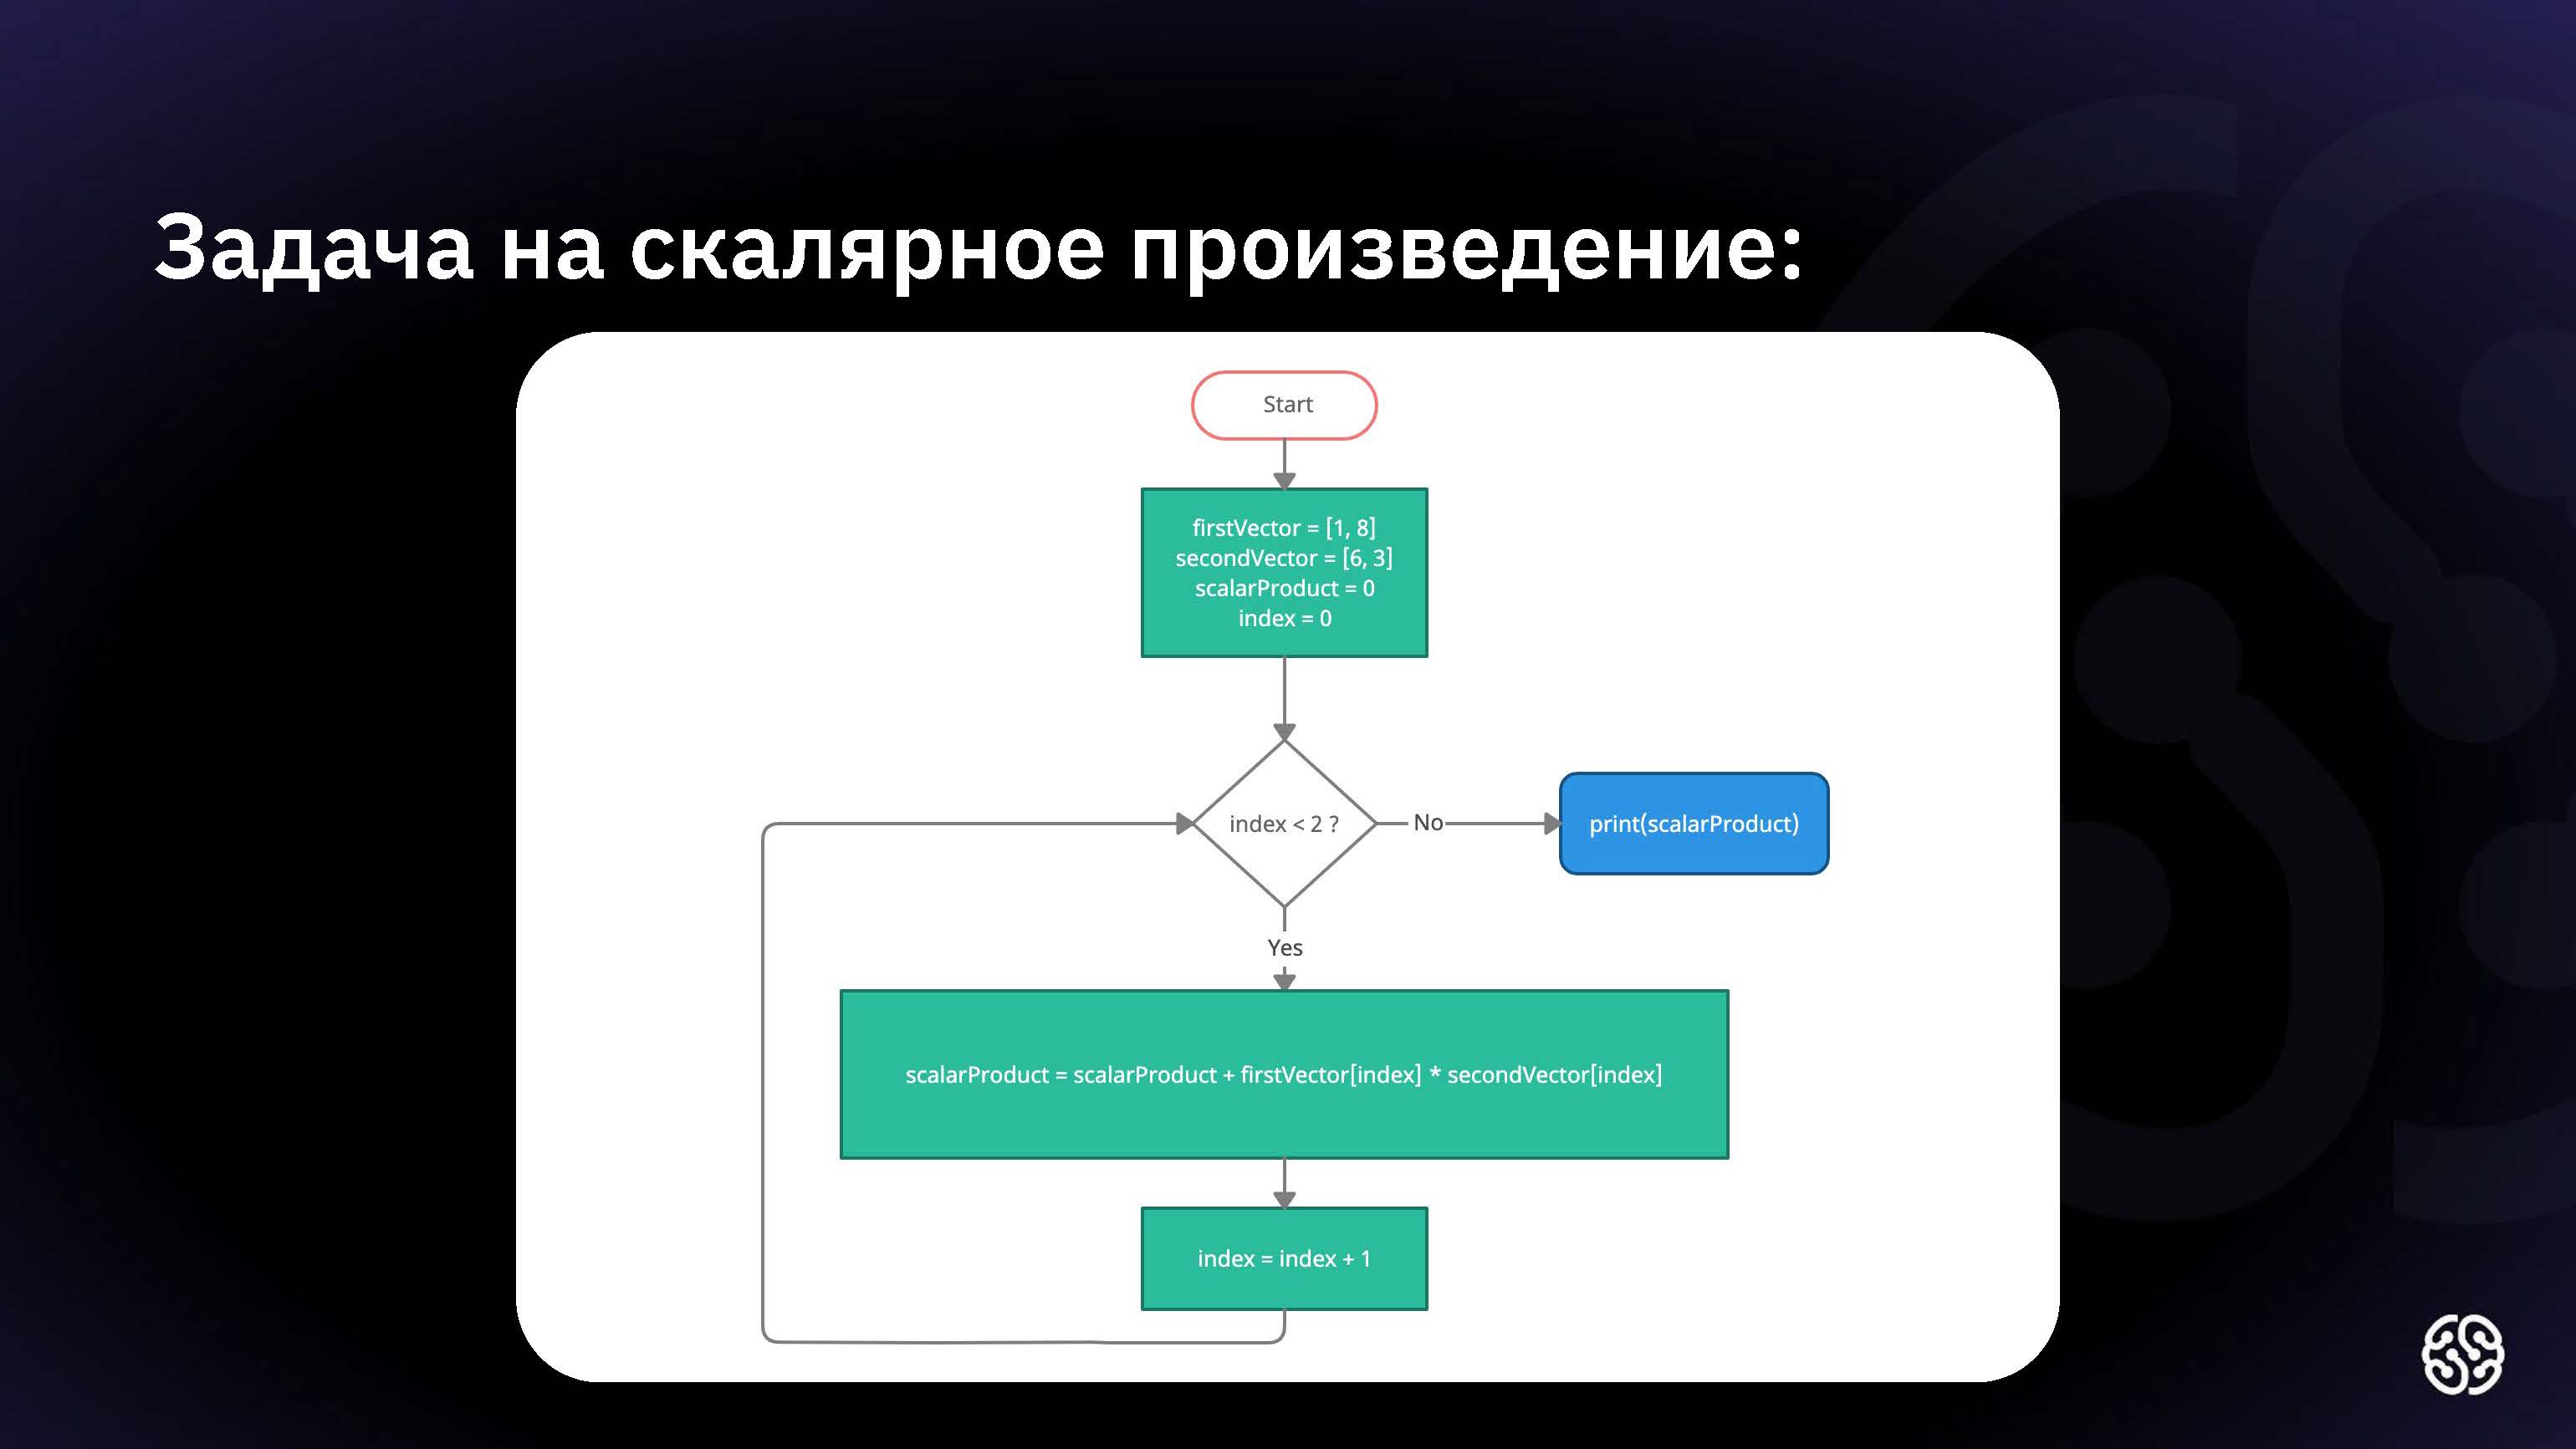 Задача на скалярное произведение:
Start
firstVector = [1, 8]
secondVector = [6, 3]
scalarProduct = 0
index = 0
index < 2 ?
No
print(scalarProduct)
Yes
scalarProduct = scalarProduct + firstVector[index] * secondVector[index]
index = index + 1